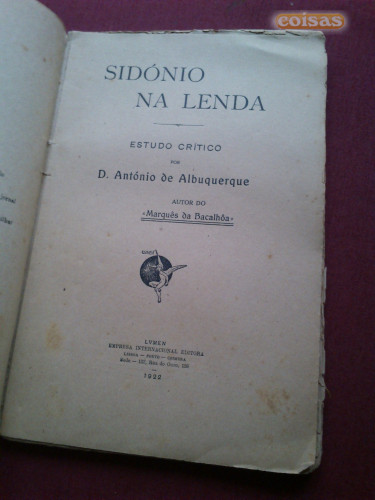 coisas
SIDÓNIO
NA LENDA
ESTUDO CRÍTICO
POR
D. António de Albuquerque
AUTOR DO
«Marquês da Bacalhôa»
LVMEN
EMPRESA INTERNACIONAL EDITORA
LISBOA — PORTO — COIMBRA
1922